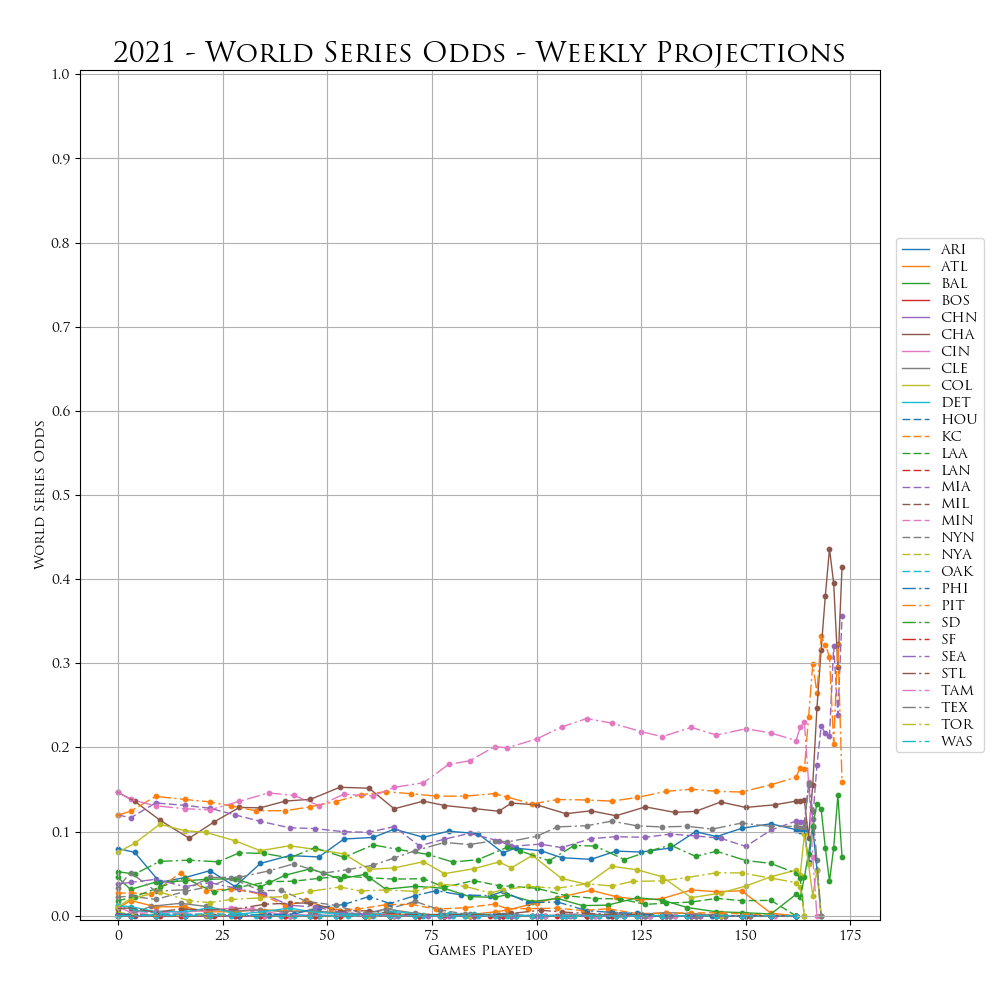 2021 - World Series Odds - Weekly Projections
1.0
0.9
0.8
0.7
0.6
0.5
0.4
0.3
0.2
0.1
0.0
World Series Odds
0 25 50 75 100 125 150 175
Games Played
ARI
ATL
BAL
BOS
CHN
CHA
CIN
CLE
COL
DET
HOU
KC
LAA
LAN
MIA
MIL
MIN
NYN
NYA
OAK
PHI
PIT
SD
SF
SEA
STL
TAM
TEX
TOR
WAS